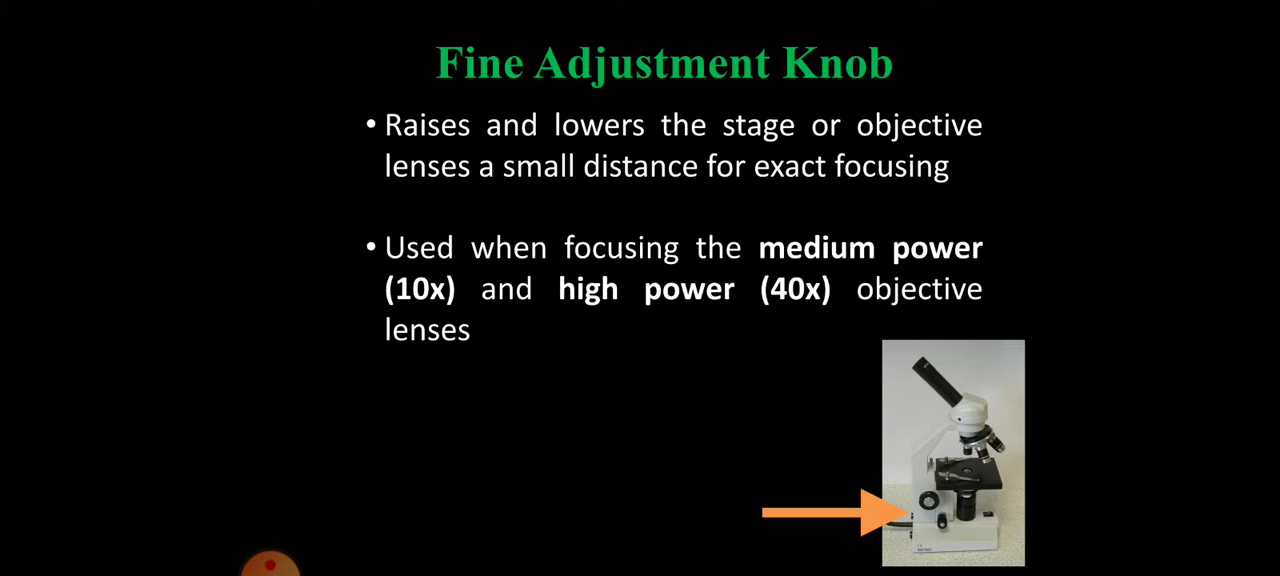 Fine Adjustment Knob
• Raises and lowers the stage or objective
lenses a small distance for exact focusing
• Used when focusing the medium power
(10x) and high power (40x) objective
lenses